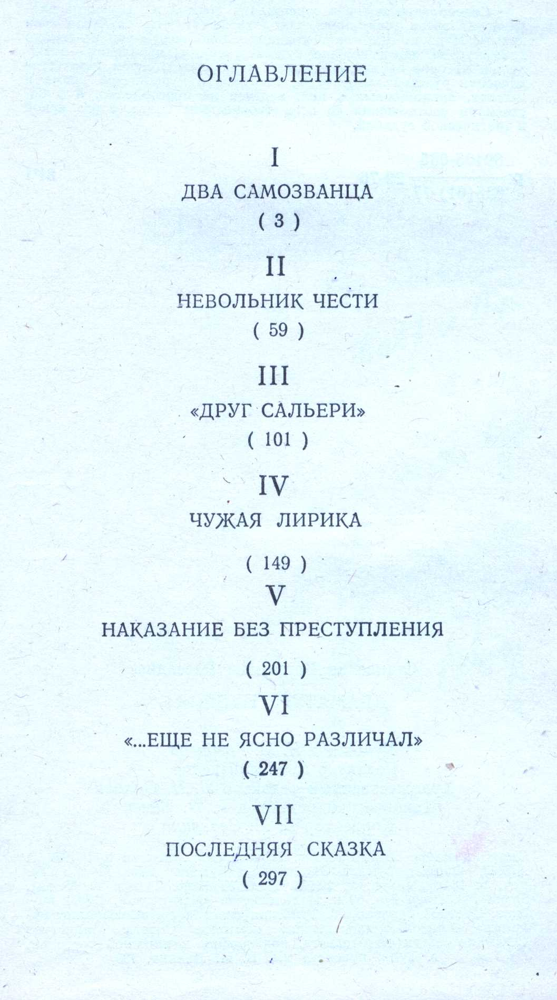 ОГЛАВЛЕНИЕ
I
ДВА САМОЗВАНЦА
( 3 )
II
НЕВОЛЬНИК ЧЕСТИ
( 59 )
III
«ДРУГ САЛЬЕРИ»
( 101 )
IV
ЧУЖАЯ ЛИРИКА
( 149 )
V
НАКАЗАНИЕ БЕЗ ПРЕСТУПЛЕНИЯ
( 201 )
VI
«...ЕЩЕ НЕ ЯСНО РАЗЛИЧАЛ»
( 247 )
VII
ПОСЛЕДНЯЯ СКАЗКА
( 297 )